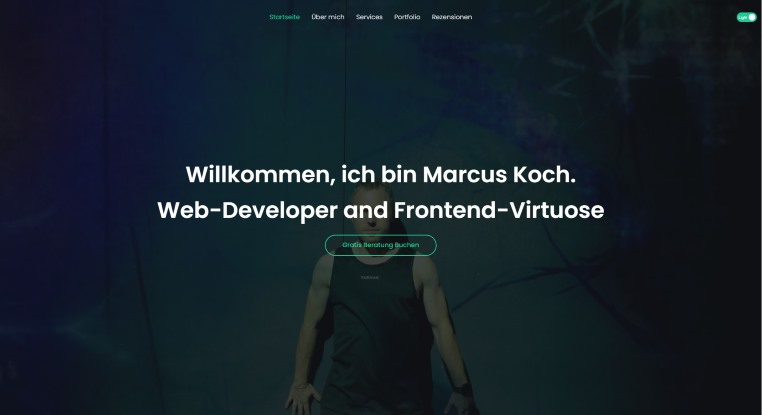 Startseite Über mich Services Portfolio Rezensionen
Willkommen, ich bin Marcus Koch.
Web-Developer and Frontend-Virtuose
Gratis Beratung Buchen